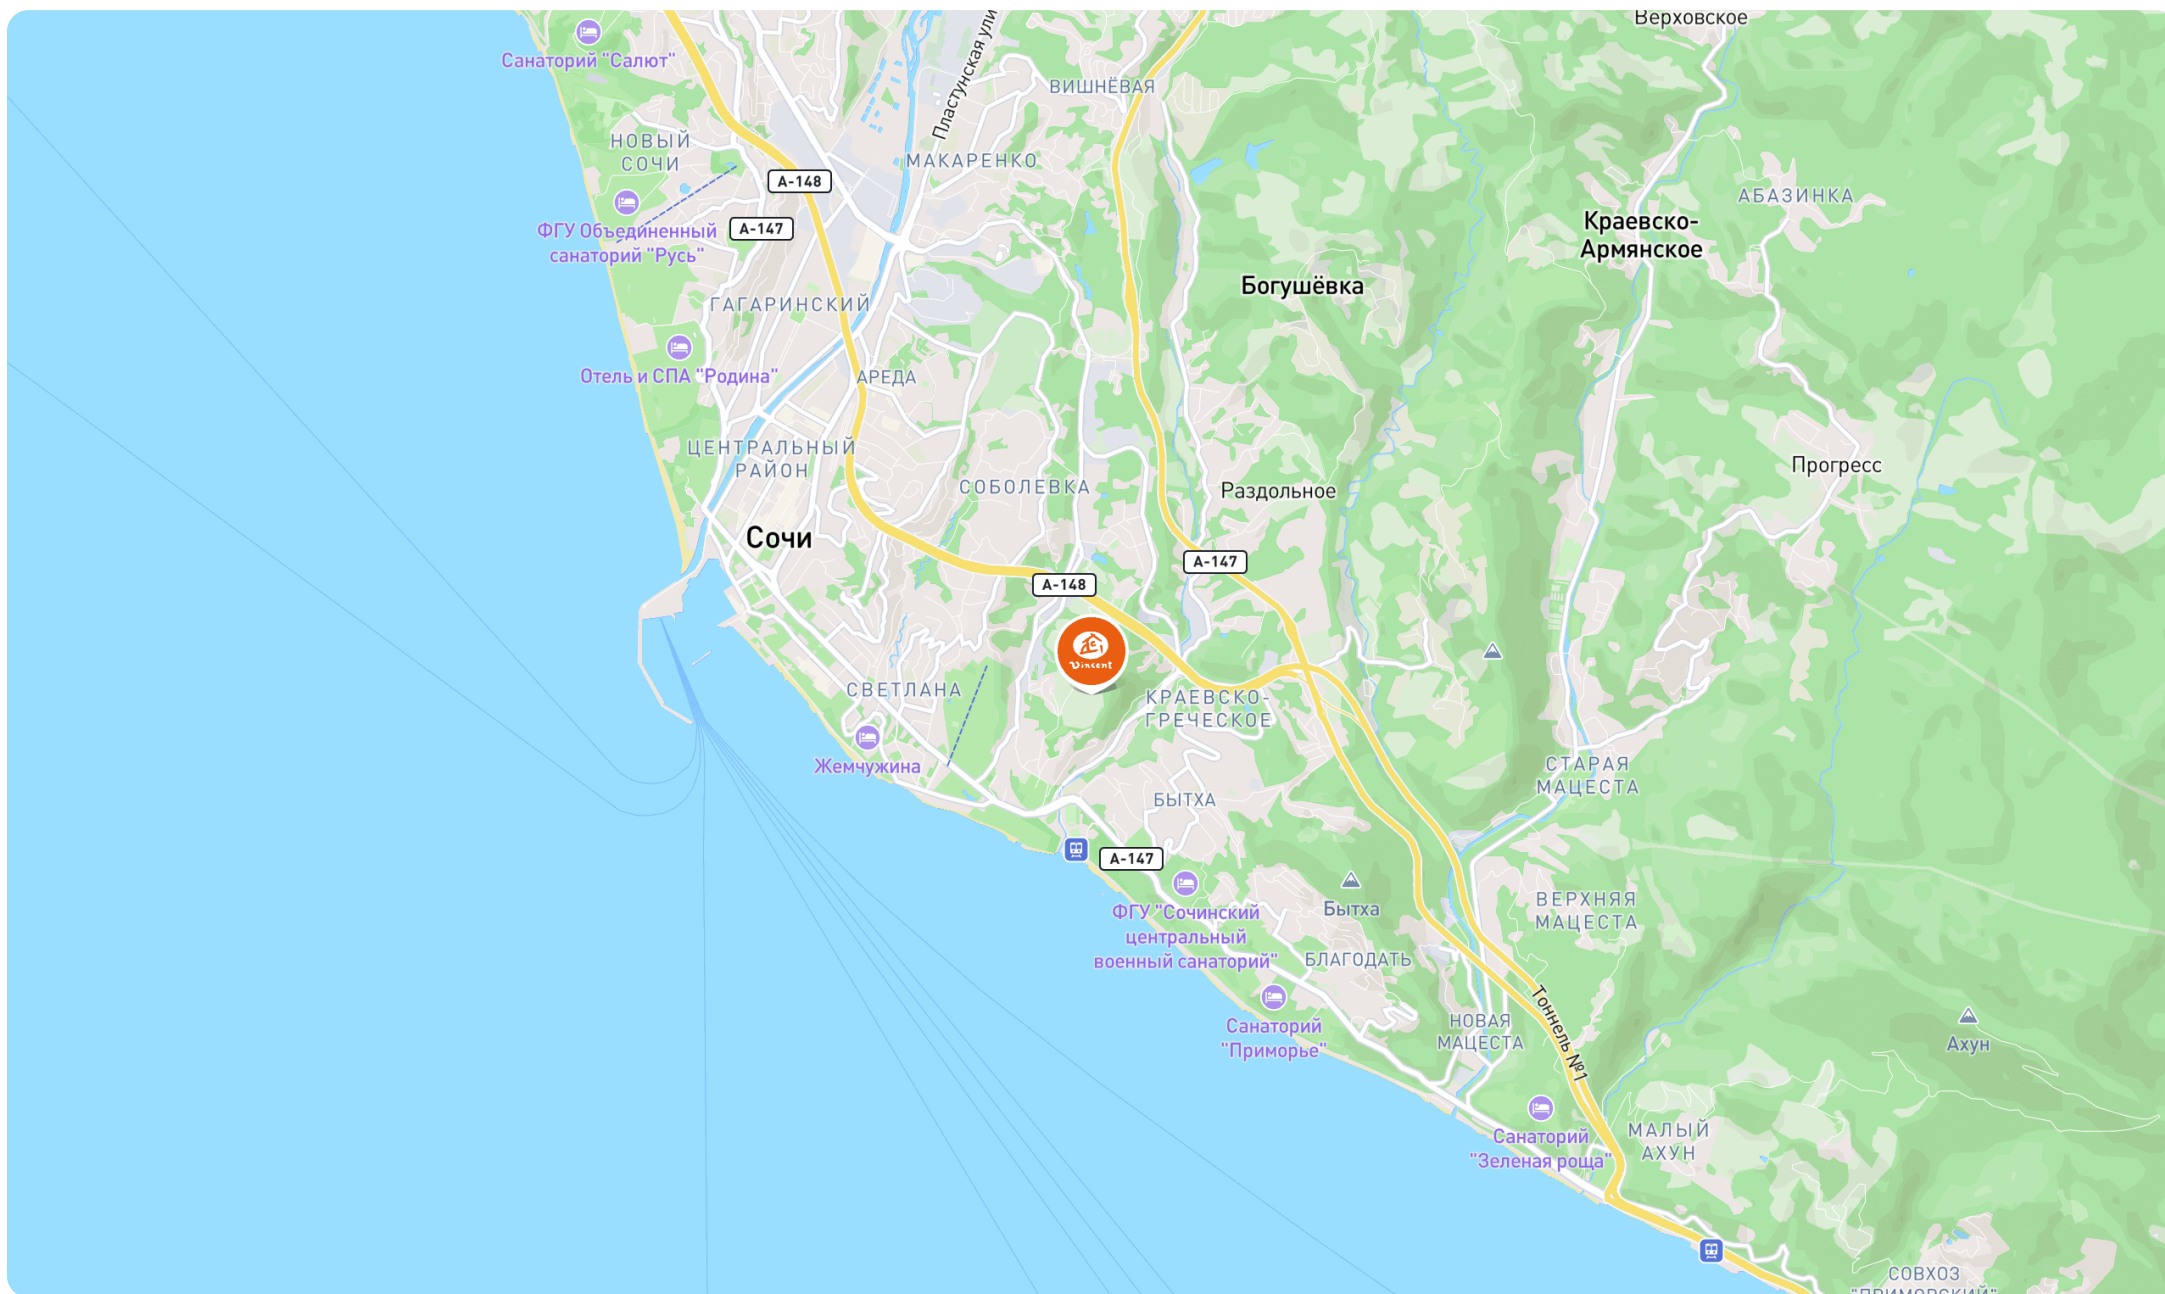 Верховское
Санаторий "Салют"
Пластунская ули
ВИШНЁВАЯ
НОВЫЙ
СОЧИ
МАКАРЕНКО
А-148
АБАЗИНКА
ФГУ Объединенный
санаторий "Русь"
А-147
Краевско-
Армянское
Богушёвка
ГАГАРИНСКИЙ
Отель и СПА "Родина"
АРЕДА
ЦЕНТРАЛЬНЫЙ
РАЙОН
Прогресс
СОБОЛЕВКА
Раздольное
Сочи
А-147
А-148
Vincent
СВЕТЛАНА
КРАЕВСКО-
ГРЕЧЕСКОЕ
Жемчужина
СТАРАЯ
МАЦЕСТА
БЫТХА
А-147
ФГУ "Сочинский
центральный
военный санаторий"
Бытха
ВЕРХНЯЯ
МАЦЕСТА
БЛАГОДАТЬ
Санаторий
"Приморье"
НОВАЯ
МАЦЕСТА
Тоннель №1
Ахун
Санаторий
"Зеленая роща"
МАЛЫЙ
АХУН
СОВХОЗ
"ПРИМОРСКИЙ"